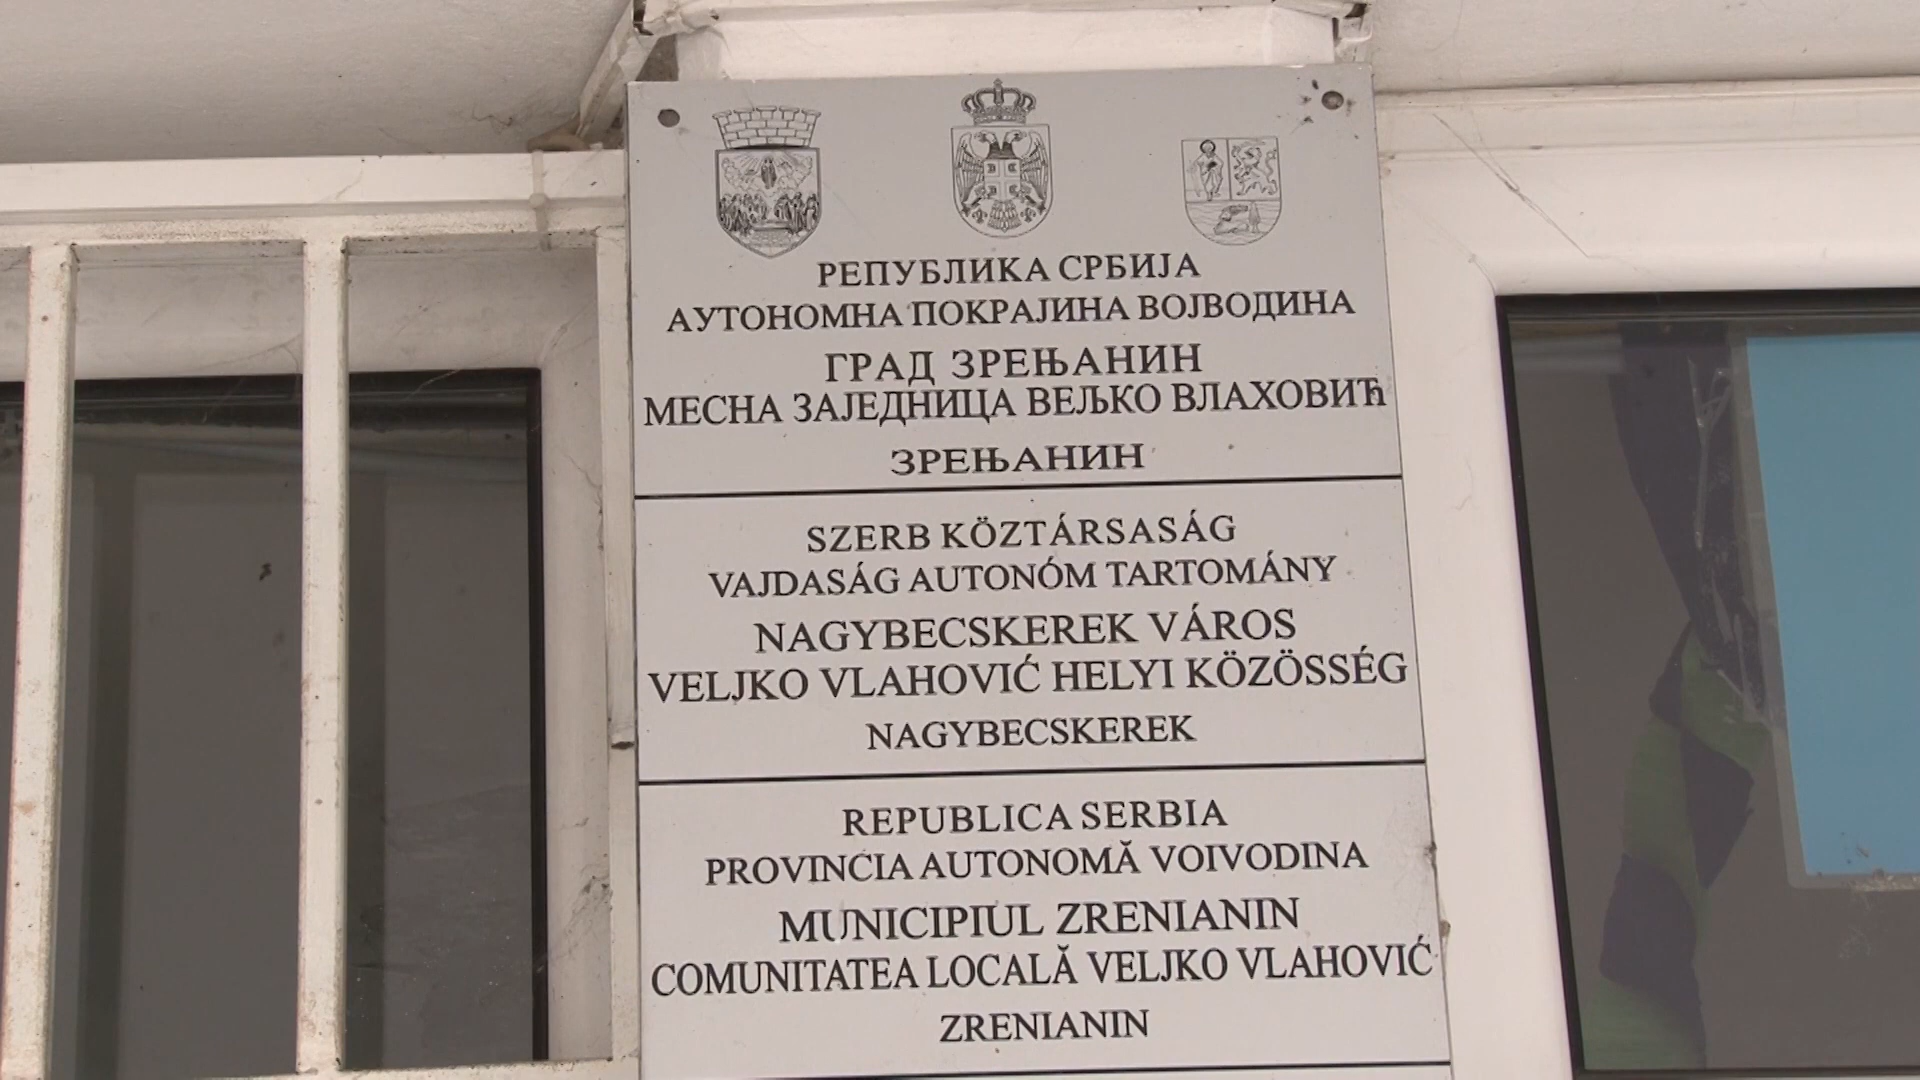 РЕПУБЛИКА СРБИЈА
АУТОНОМНА ПОКРАЈИНА ВОЈВОДИНА
ГРАД ЗРЕЊАНИН
МЕСНА ЗАЈЕДНИЦА ВЕЉКО ВЛАХОВИЋ
ЗРЕЊАНИН
SZERB KÖZTÁRSASÁG
VAJDASÁG AUTONÓM TARTOMÁNY
NAGYBECSKEREK VÁROS
VELJKO VLAHOVIĆ HELYI KÖZÖSSÉG
NAGYBECSKEREK
REPUBLICA SERBIA
PROVINCIA AUTONOMĂ VOIVODINA
MUNICIPIUL ZRENIANIN
COMUNITATEA LOCALĂ VELJKO VLAHOVIĆ
ZRENIANIN